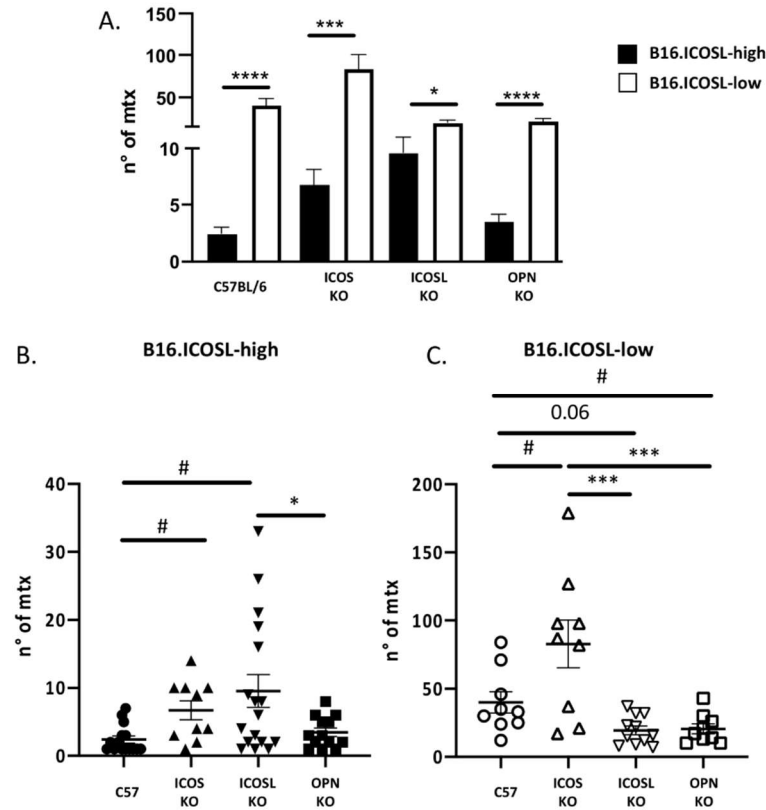 A.
n° of mtx
150
100
50
10
5
0
****
***
*
****
C57BL/6
ICOS
KO
ICOSL
KO
OPN
KO
B16.ICOSL-high
B16.ICOSL-low
B.
B16.ICOSL-high
n° of mtx
40
30
20
10
0
#
#
*
C57
ICOS
KO
ICOSL
KO
OPN
KO
C.
B16.ICOSL-low
n° of mtx
200
150
100
50
0
#
0.06
#
***
***
C57
ICOS
KO
ICOSL
KO
OPN
KO